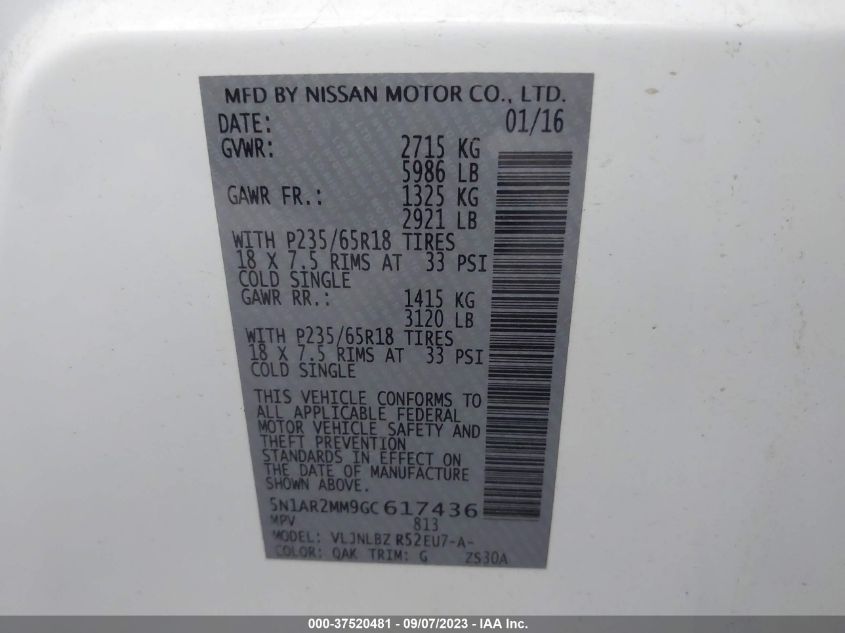 MFD BY NISSAN MOTOR CO., LTD.
DATE: 01/16
GVWR: 2715 KG
5986 LB
GAWR FR.: 1325 KG
2921 LB
WITH P235/65R18 TIRES
18 X 7.5 RIMS AT 33 PSI
COLD SINGLE
GAWR RR.: 1415 KG
3120 LB
WITH P235/65R18 TIRES
18 X 7.5 RIMS AT 33 PSI
COLD SINGLE
THIS VEHICLE CONFORMS TO
ALL APPLICABLE FEDERAL
MOTOR VEHICLE SAFETY AND
THEFT PREVENTION
STANDARDS IN EFFECT ON
THE DATE OF MANUFACTURE
SHOWN ABOVE.
5N1AR2MM9GC617436
MPV 813
MODEL: VLJNLBZ R52EU7-A-
COLOR: QAK TRIM: G ZS30A
000-37520481 - 09/07/2023 - IAA Inc.